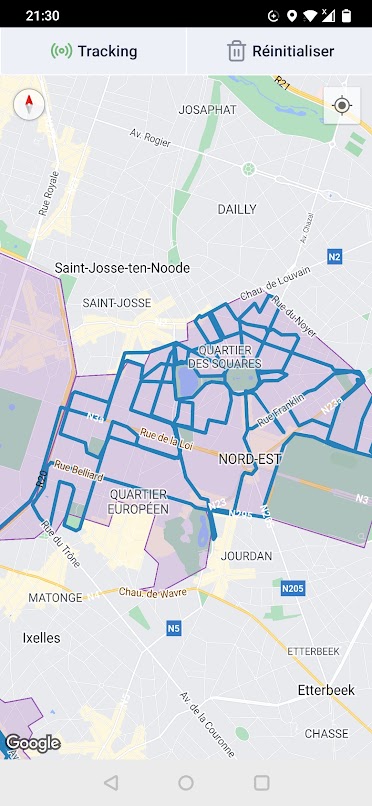 21:30
Tracking
Réinitialiser
R21
JOSAPHAT
Av. Rogier
Rue Royale
DAILLY
Av. Chazal
N2
Saint-Josse-ten-Noode
Chau. de Louvain
SAINT-JOSSE
Rue du Noyer
N3
QUARTIER
DES SQUARES
N23a
Rue Franklin
N3a
Rue de la Loi
NORD-EST
Rue Belliard
R20
QUARTIER
EUROPÉEN
N23
N3
N205
Rue du Trône
JOURDAN
N205
MATONGE
Chau. de Wavre
N5
Ixelles
ETTERBEEK
Etterbeek
Av. de la Couronne
CHASSE
Google